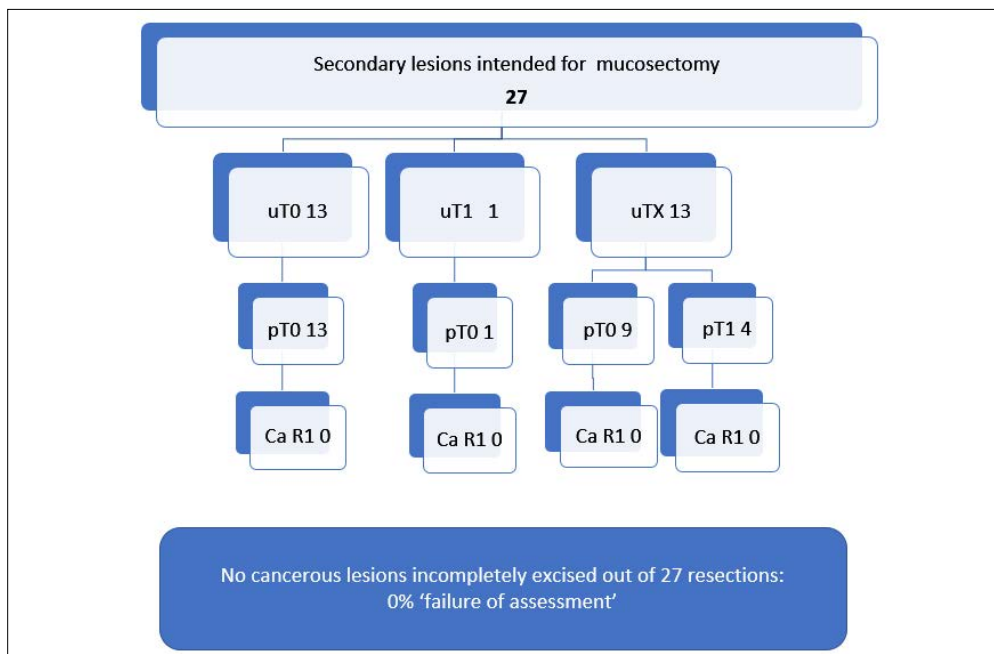 Secondary lesions intended for mucosectomy
27
uT0 13
uT1 1
uTX 13
pT0 13
pT0 1
pT0 9
pT1 4
Ca R1 0
Ca R1 0
Ca R1 0
Ca R1 0
No cancerous lesions incompletely excised out of 27 resections:
0% ‘failure of assessment’